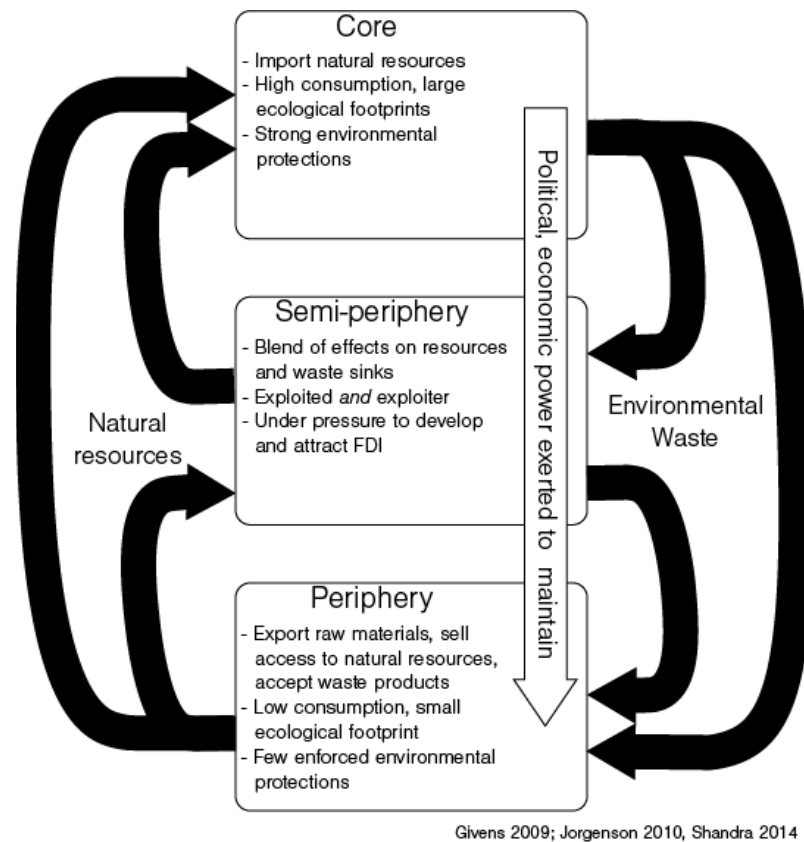 Core
- Import natural resources
- High consumption, large
ecological footprints
- Strong environmental
protections
Political, economic power exerted to maintain
Semi-periphery
- Blend of effects on resources
and waste sinks
- Exploited and exploiter
- Under pressure to develop
and attract FDI
Natural
resources
Environmental
Waste
Periphery
- Export raw materials, sell
access to natural resources,
accept waste products
- Low consumption, small
ecological footprint
- Few enforced environmental
protections
Givens 2009; Jorgenson 2010, Shandra 2014